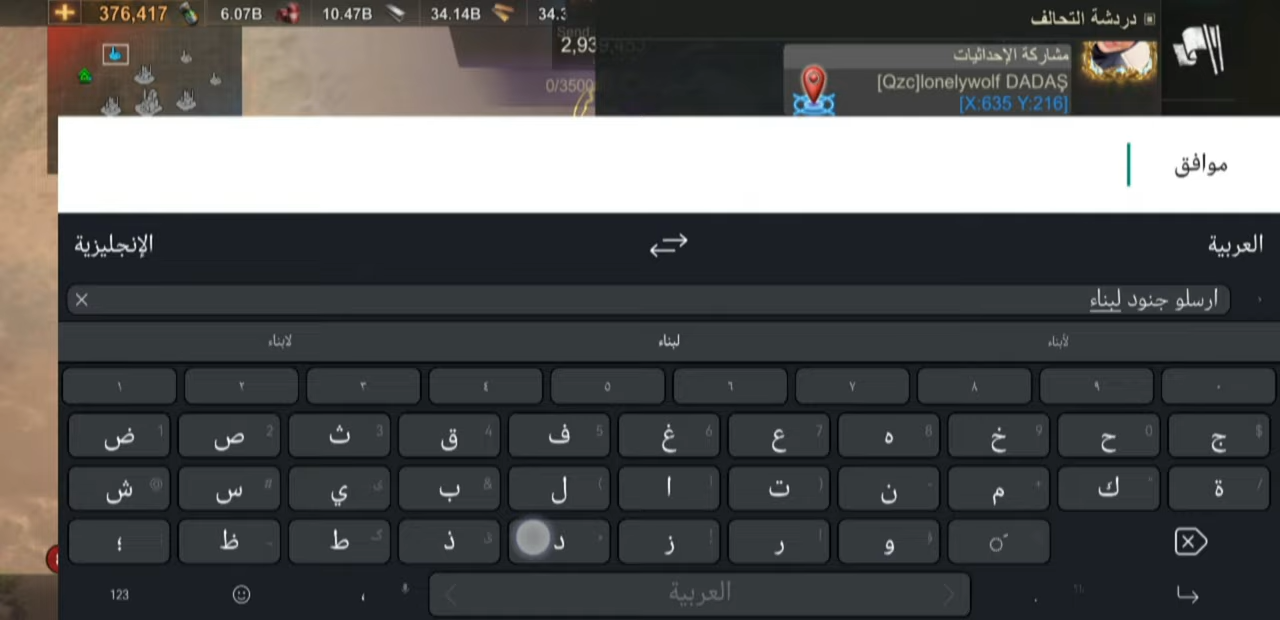 376,417 6.07B 10.47B 34.14B
دردشة التحالف
مشاركة الإحداثيات
[Qzc]lonelywolf DADAŞ
[X:635 Y:216]
Send
0/3500
موافق
العربية الإنجليزية
ارسلو جنود لبناء
لأبناء لبناء لابناء
١ ٢ ٣ ٤ ٥ ٦ ٧ ٨ ٩ ٠
ض ص ث ق ف غ ع ه خ ح ج
ش س ي ب ل ا ت ن م ك ة
؛ ظ ط ذ د ز ر و
123 ، العربية .